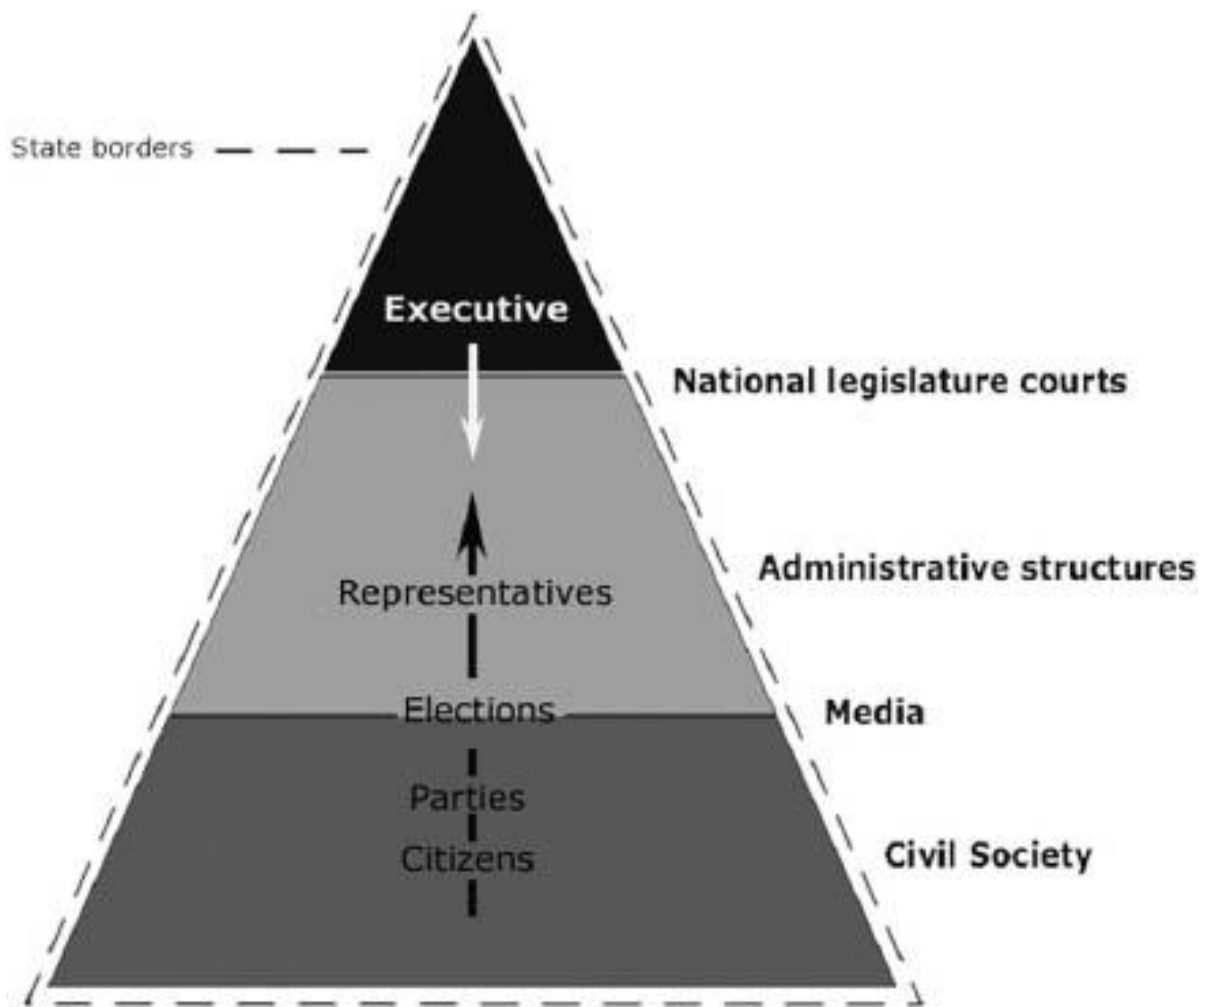 State borders
Executive
National legislature courts
Administrative structures
Representatives
Elections
Media
Parties
Citizens
Civil Society